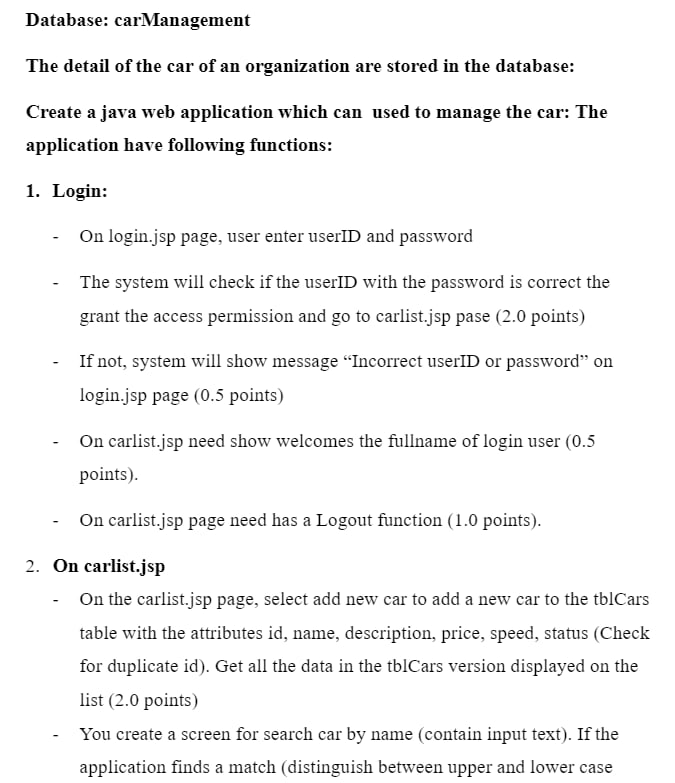 Database: carManagement
The detail of the car of an organization are stored in the database:
Create a java web application which can  used to manage the car: The
application have following functions:
1. Login:
- On login.jsp page, user enter userID and password
- The system will check if the userID with the password is correct the
grant the access permission and go to carlist.jsp pase (2.0 points)
- If not, system will show message “Incorrect userID or password” on
login.jsp page (0.5 points)
- On carlist.jsp need show welcomes the fullname of login user (0.5
points).
- On carlist.jsp page need has a Logout function (1.0 points).
2. On carlist.jsp
- On the carlist.jsp page, select add new car to add a new car to the tblCars
table with the attributes id, name, description, price, speed, status (Check
for duplicate id). Get all the data in the tblCars version displayed on the
list (2.0 points)
- You create a screen for search car by name (contain input text). If the
application finds a match (distinguish between upper and lower case